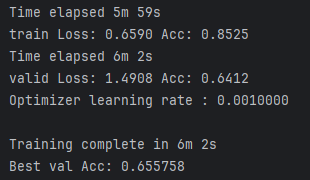 Time elapsed 5m 59s
train Loss: 0.6590 Acc: 0.8525
Time elapsed 6m 2s
valid Loss: 1.4908 Acc: 0.6412
Optimizer learning rate : 0.0010000
Training complete in 6m 2s
Best val Acc: 0.655758